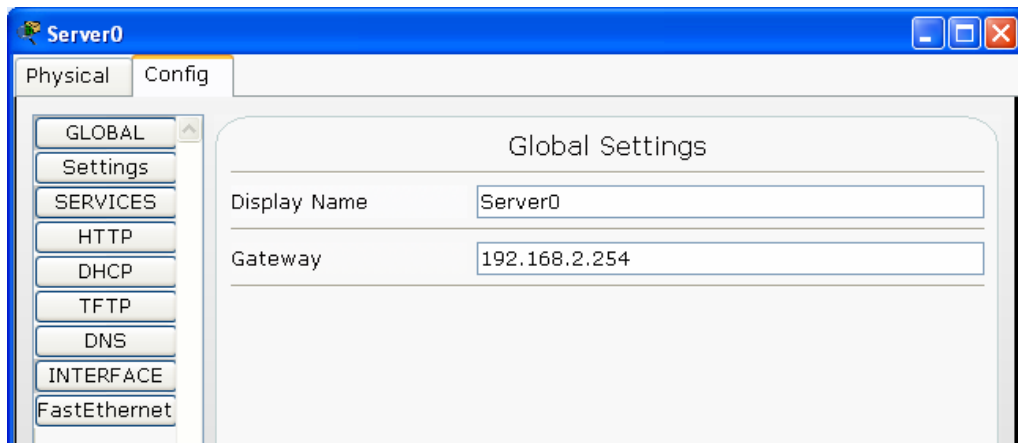 Server0
Physical
Config
GLOBAL
Settings
SERVICES
HTTP
DHCP
TFTP
DNS
INTERFACE
FastEthernet
Global Settings
Display Name
Server0
Gateway
192.168.2.254